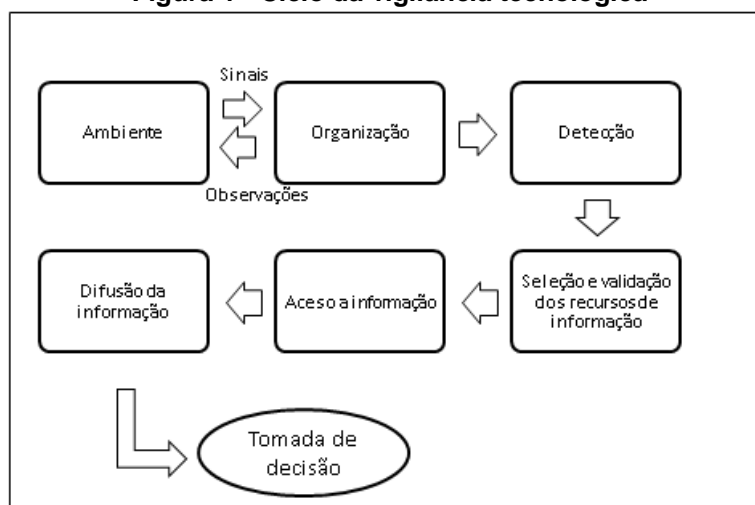 Figura 1 - Ciclo da vigilância tecnológica
Sinais
Ambiente
Organização
Detecção
Observações
Difusão da
informação
Aceso a informação
Seleção e validação
dos recursos de
informação
Tomada de
decisão